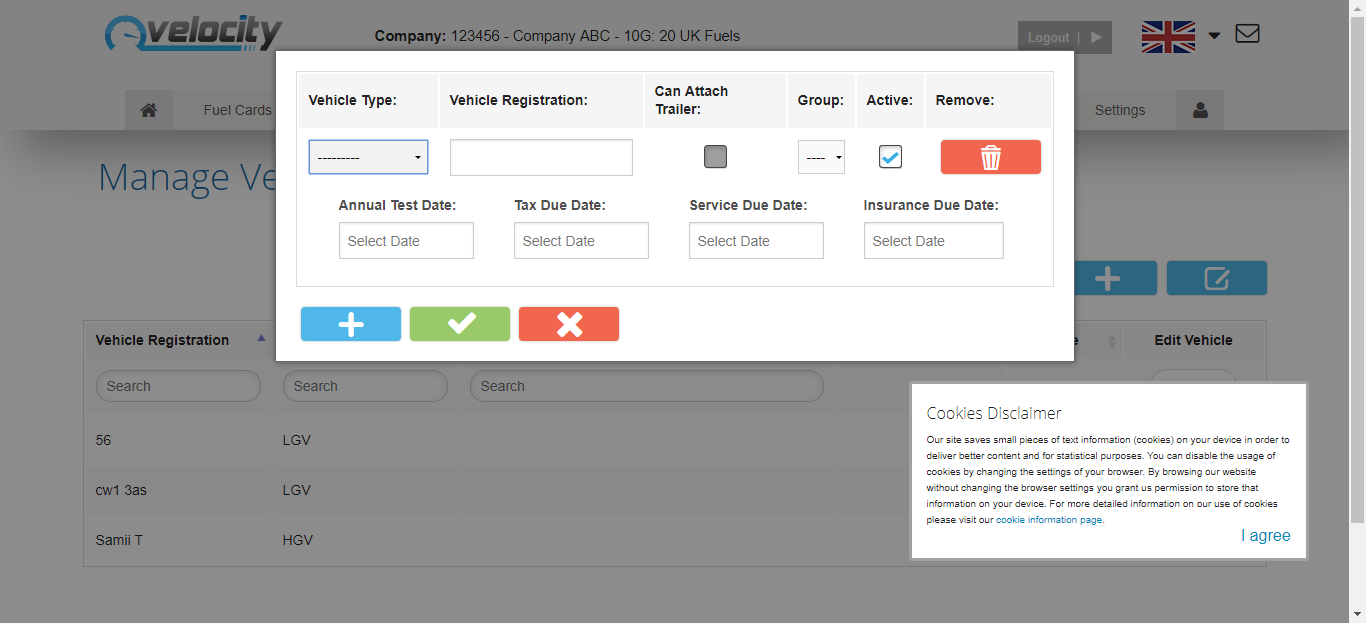 velocity
Company: 123456 - Company ABC - 10G: 20 UK Fuels
Logout |
Fuel Cards
Settings
Manage Ve
Vehicle Type:
Vehicle Registration:
Can Attach
Trailer:
Group:
Active:
Remove:
---------
----
Annual Test Date:
Tax Due Date:
Service Due Date:
Insurance Due Date:
Select Date
Select Date
Select Date
Select Date
Vehicle Registration
Edit Vehicle
Search
Search
Search
56
LGV
cw1 3as
LGV
Samii T
HGV
Cookies Disclaimer
Our site saves small pieces of text information (cookies) on your device in order to
deliver better content and for statistical purposes. You can disable the usage of
cookies by changing the settings of your browser. By browsing our website
without changing the browser settings you grant us permission to store that
information on your device. For more detailed information on our use of cookies
please visit our cookie information page.
I agree